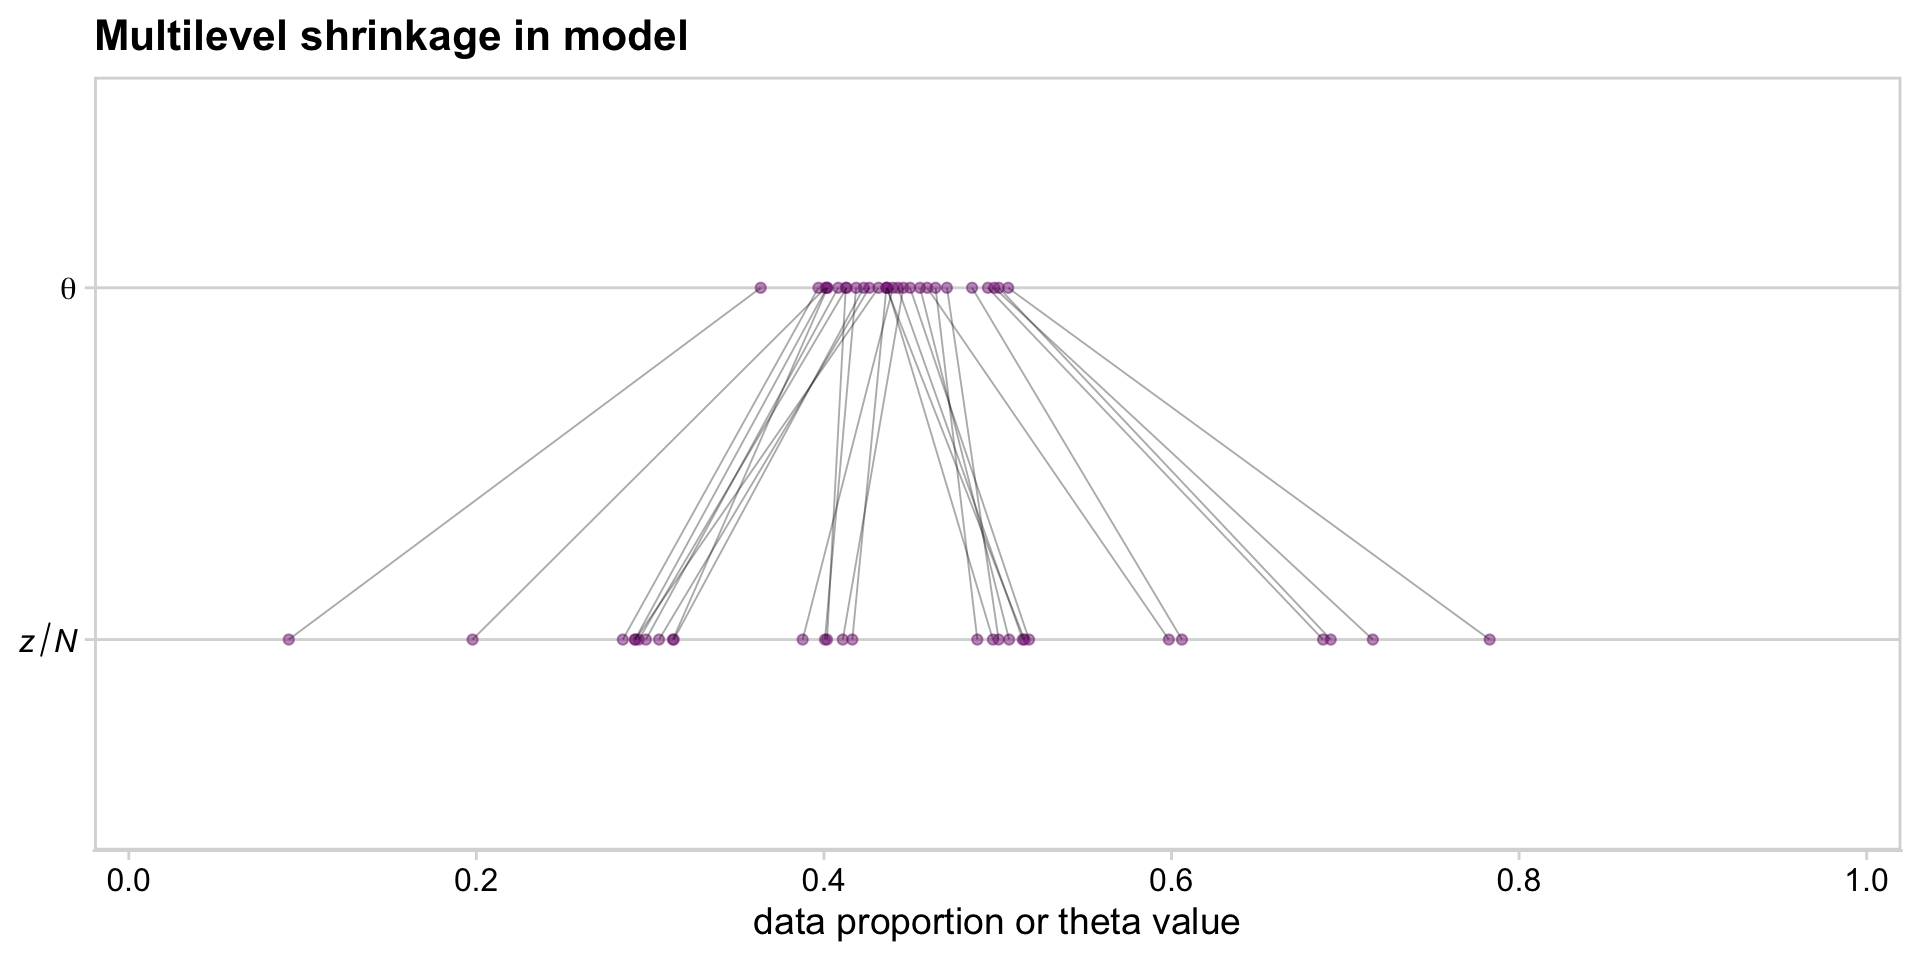 Multilevel shrinkage in model
θ
z/N
0.0 0.2 0.4 0.6 0.8 1.0
data proportion or theta value